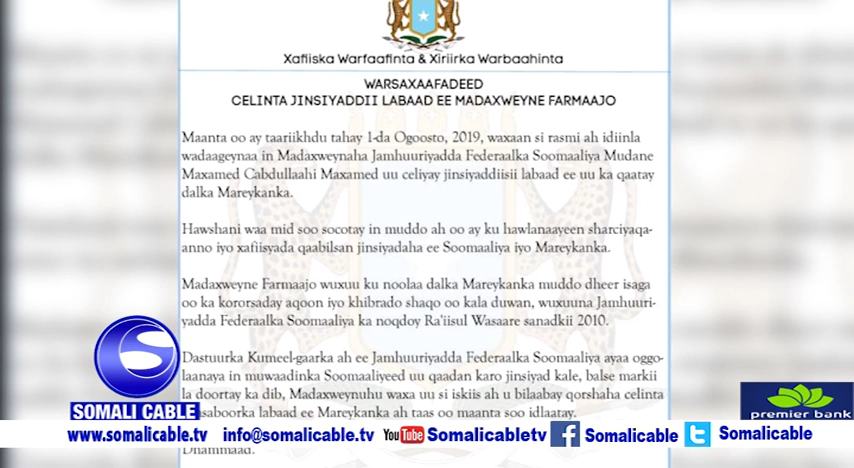 Xafiiska Warfaafinta & Xiriirka Warbaahinta
WARSAXAAFADEED
CELINTA JINSIYADDII LABAAD EE MADAXWEYNE FARMAAJO
Maanta oo ay taariikhdu tahay 1-da Ogoosto, 2019, waxaan si rasmi ah idiinla
wadaageynaa in Madaxweynaha Jamhuuriyadda Federaalka Soomaaliya Mudane
Maxamed Cabdullaahi Maxamed uu celiyay jinsiyaddiisii labaad ee uu ka qaatay
dalka Mareykanka.
Hawshani waa mid soo socotay in muddo ah oo ay ku hawlanaayeen sharciyaqa-
anno iyo xafiisyada qaabilsan jinsiyadaha ee Soomaaliya iyo Mareykanka.
Madaxweyne Farmaajo wuxuu ku noolaa dalka Mareykanka muddo dheer isaga
oo ka kororsaday aqoon iyo khibrado shaqo oo kala duwan, wuxuuna Jamhuuri-
yadda Federaalka Soomaaliya ka noqdoy Ra'iisul Wasaare sanadkii 2010.
Dastuurka Kumeel-gaarka ah ee Jamhuuriyadda Federaalka Soomaaliya ayaa oggo-
laanaya in muwaadinka Soomaaliyeed uu qaadan karo jinsiyad kale, balse markii
la doortay ka dib, Madaxweynuhu waxa uu si iskiis ah u bilaabay qorshaha celinta
labaad ee Mareykanka ah taas oo maanta soo idlaatay.
Dhammaad.
S
SOMALI CABLE
premier bank
www.somalicable.tv info@somalicable.tv YouTube Somalicabletv f Somalicable Somalicable